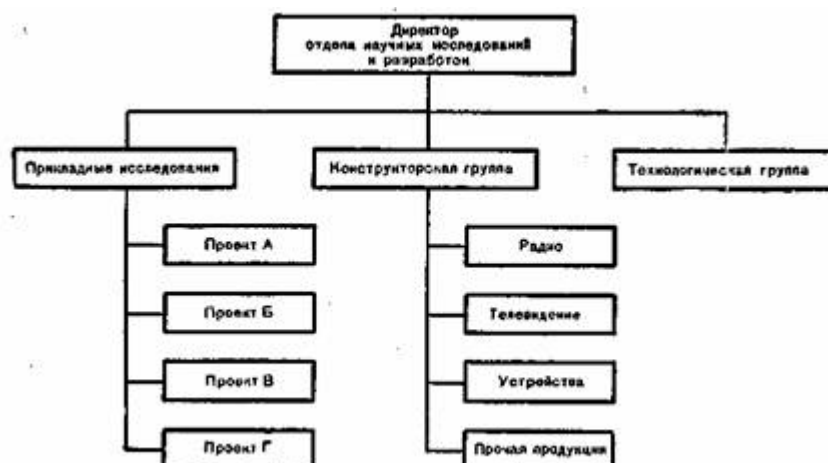 Директор
отдела научных исследований
и разработок
Прикладные исследования
Конструкторская группа
Технологическая группа
Проект А
Проект Б
Проект В
Проект Г
Радио
Телевидение
Устройства
Прочая продукция